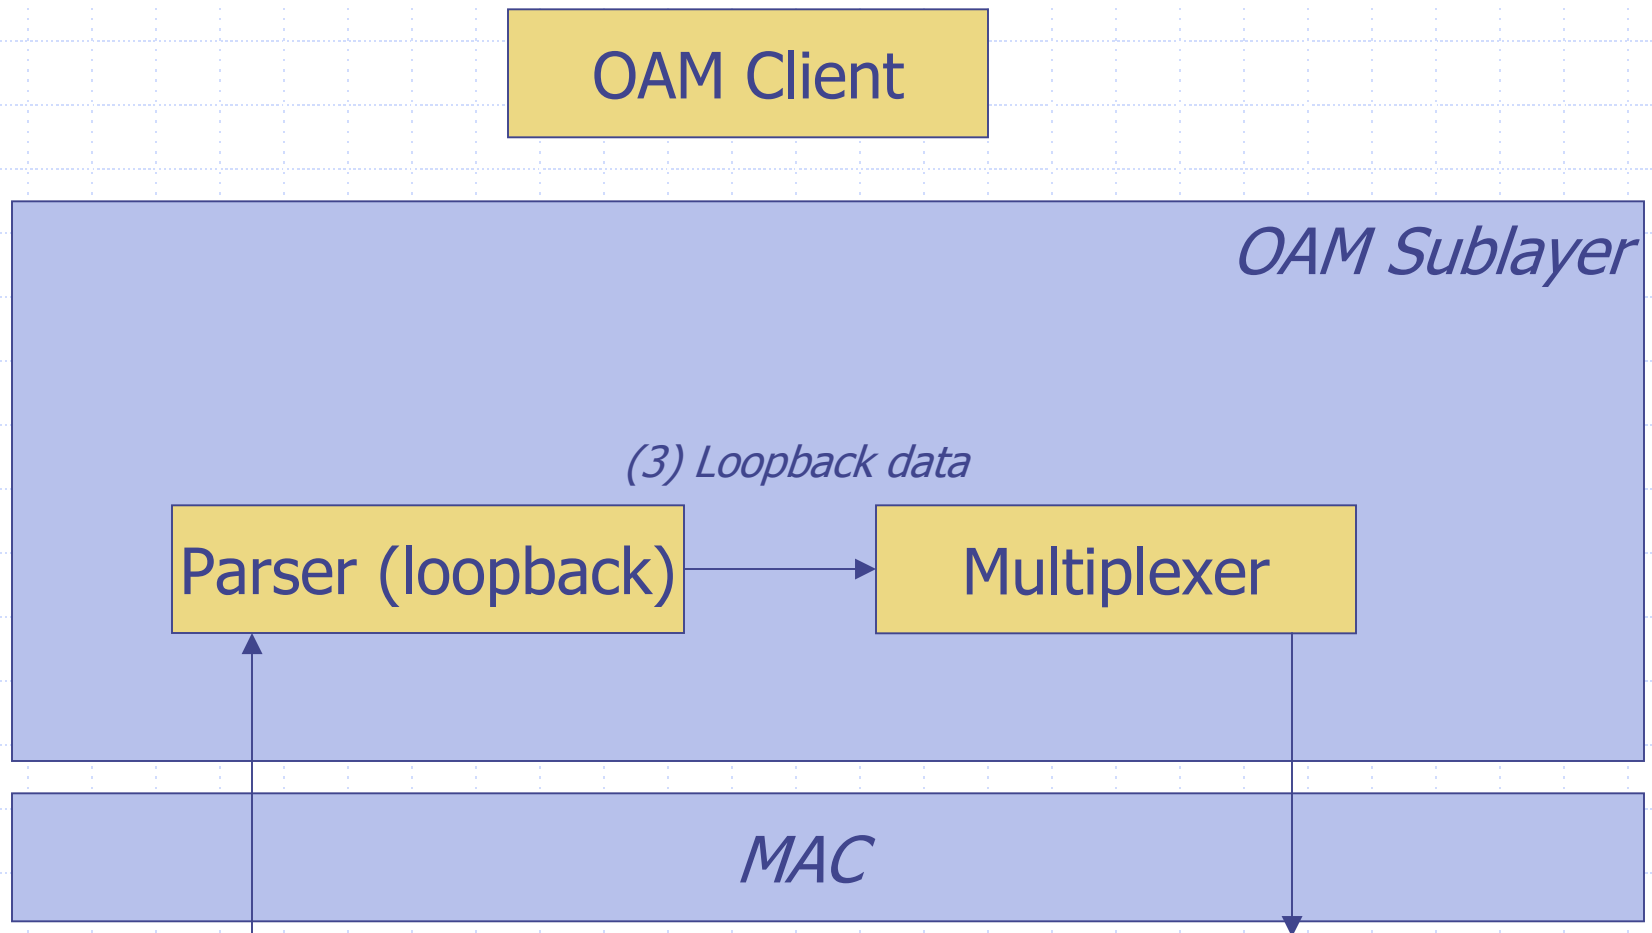 OAM Client
OAM Sublayer
(3) Loopback data
Parser (loopback)
Multiplexer
MAC